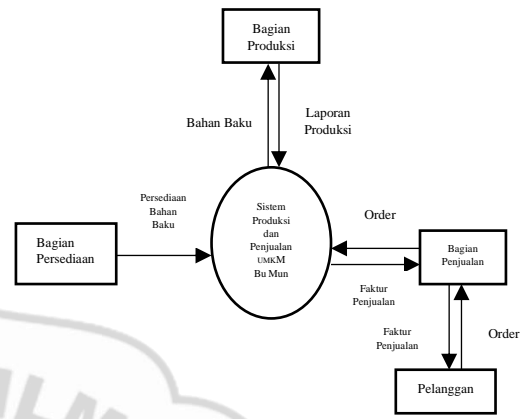 Bagian
Produksi
Bahan Baku
Laporan
Produksi
Persediaan
Bahan
Baku
Bagian
Persediaan
Sistem
Produksi
dan
Penjualan
UMKM
Bu Mun
Order
Bagian
Penjualan
Faktur
Penjualan
Faktur
Penjualan
Order
Pelanggan